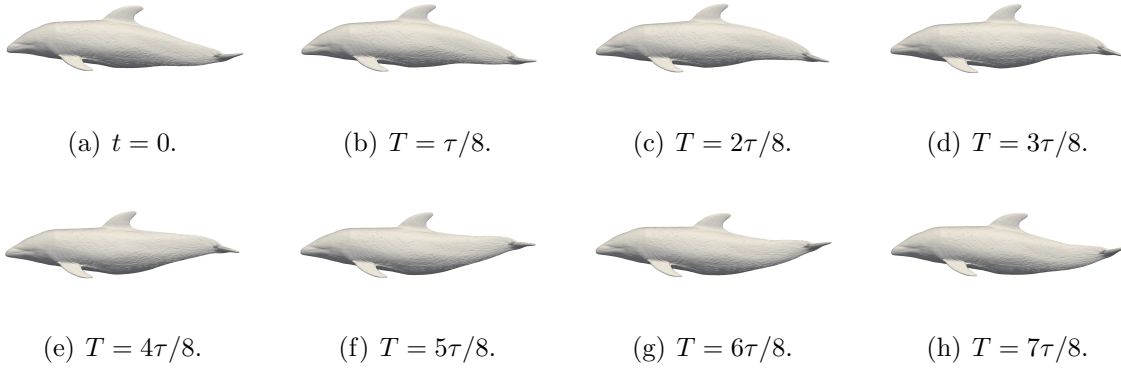 (a) t = 0.
(b) T = τ/8.
(c) T = 2τ/8.
(d) T = 3τ/8.
(e) T = 4τ/8.
(f) T = 5τ/8.
(g) T = 6τ/8.
(h) T = 7τ/8.